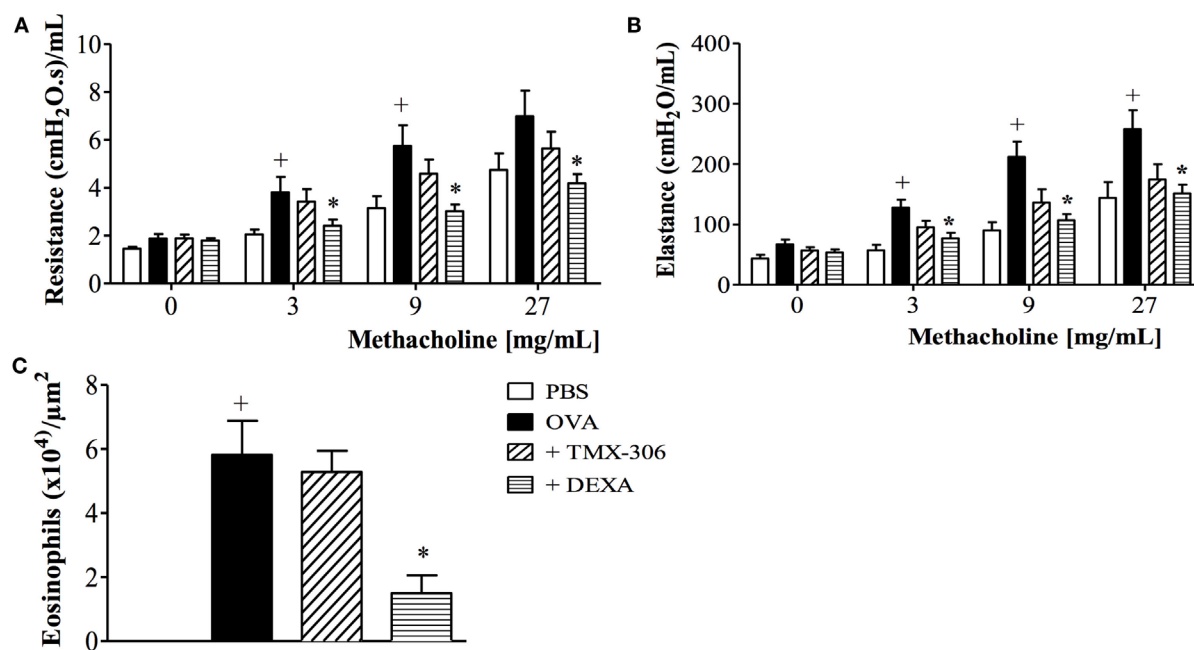 A
Resistance (cmH2O.s)/mL
10
8
6
4
2
0
+
+
*
*
*
0 3 9 27
Methacholine [mg/mL]
B
Elastance (cmH2O/mL)
400
300
200
100
0
+
+
+
*
*
*
0 3 9 27
Methacholine [mg/mL]
C
Eosinophils (x10⁴⁾/µm²
8
6
4
2
0
+
*
PBS
OVA
+ TMX-306
+ DEXA